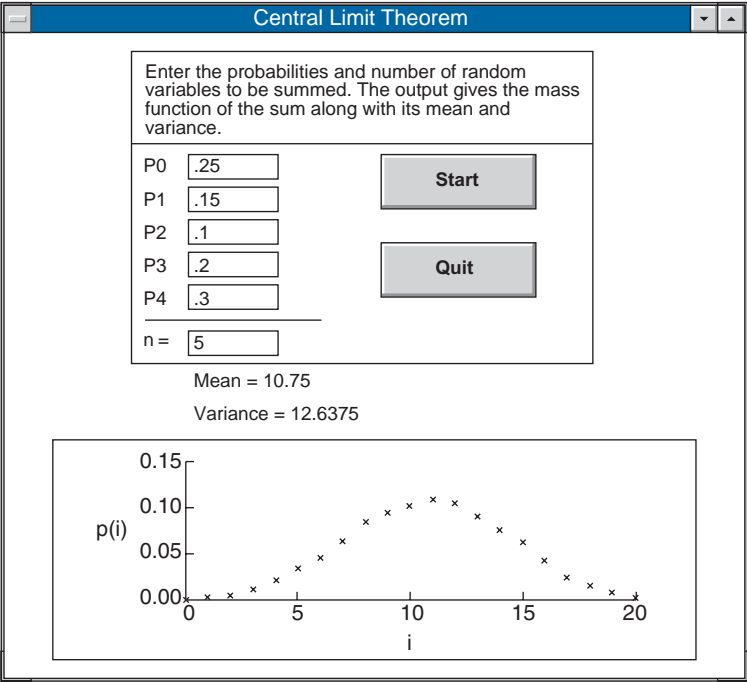 Central Limit Theorem
Enter the probabilities and number of random
variables to be summed. The output gives the mass
function of the sum along with its mean and
variance.
P0 .25
Start
P1 .15
P2 .1
P3 .2
Quit
P4 .3
n = 5
Mean = 10.75
Variance = 12.6375
0.15
0.10
p(i)
0.05
0.00
0 5 10 15 20
i